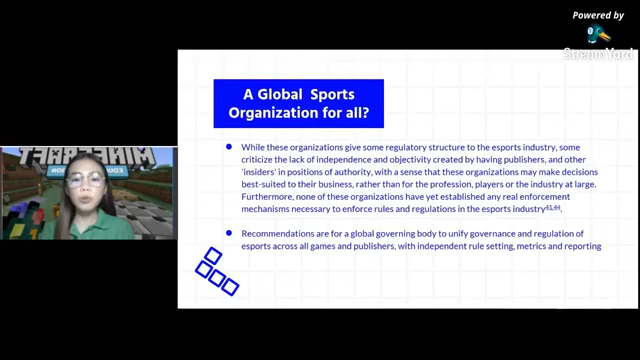 Powered by
StreamYard
A Global Sports
Organization for all?
MINECRAFT
While these organizations give some regulatory structure to the esports industry, some
criticize the lack of independence and objectivity created by having publishers, and other
'insiders' in positions of authority, with a sense that these organizations may make decisions
best-suited to their business, rather than for the profession, players or the industry at large.
Furthermore, none of these organizations have yet established any real enforcement
mechanisms necessary to enforce rules and regulations in the esports industry41,44.
Recommendations are for a global governing body to unify governance and regulation of
esports across all games and publishers, with independent rule setting, metrics and reporting